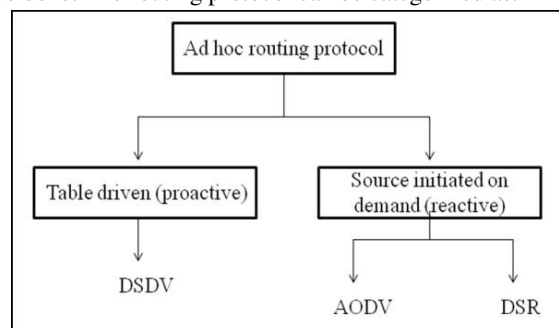 Ad hoc routing protocol
Table driven (proactive)
Source initiated on
demand (reactive)
DSDV
AODV
DSR